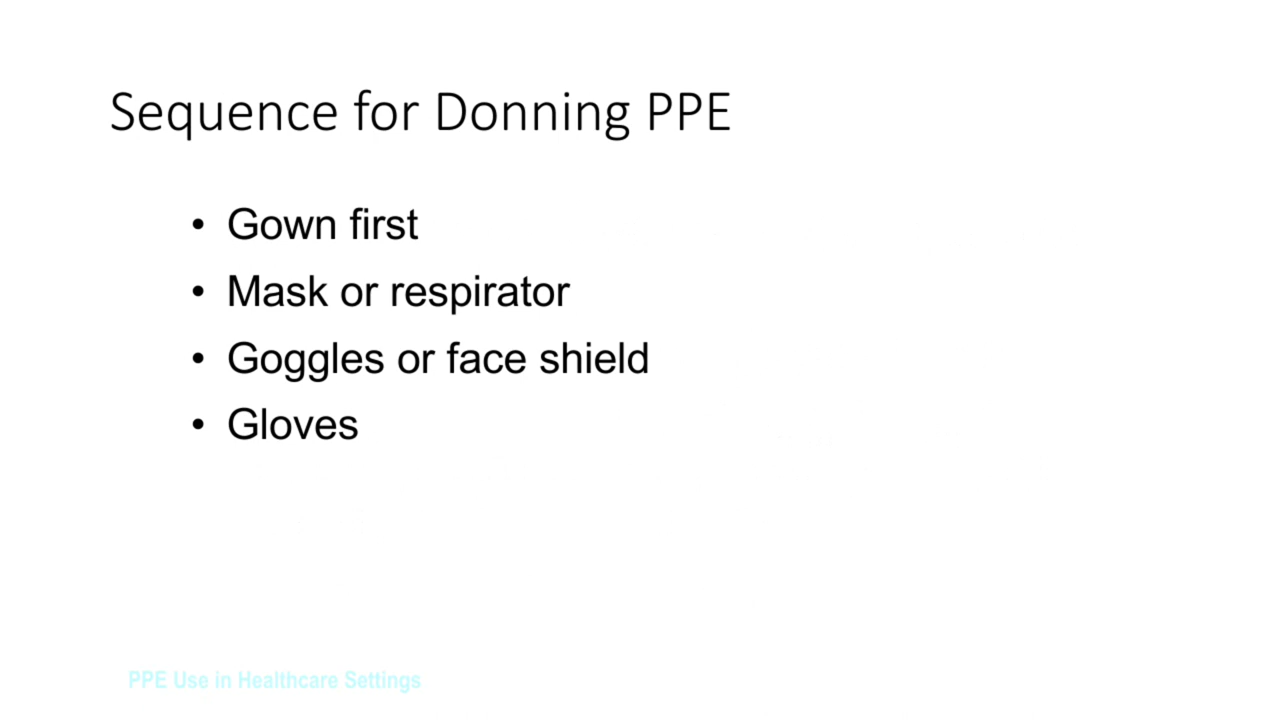 Sequence for Donning PPE
• Gown first
• Mask or respirator
• Goggles or face shield
• Gloves
PPE Use in Healthcare Settings